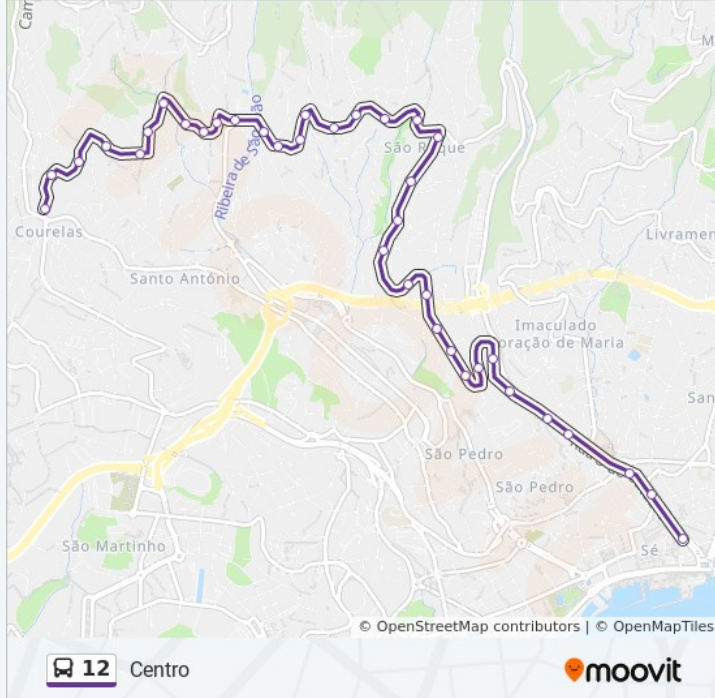 São Roque
Ribeira de São João
Courelas
Livramen
Santo António
Imaculado
oração de Maria
San
São Pedro
São Pedro
São Martinho
Sé
© OpenStreetMap contributors | © OpenMapTiles
12 Centro
moovit